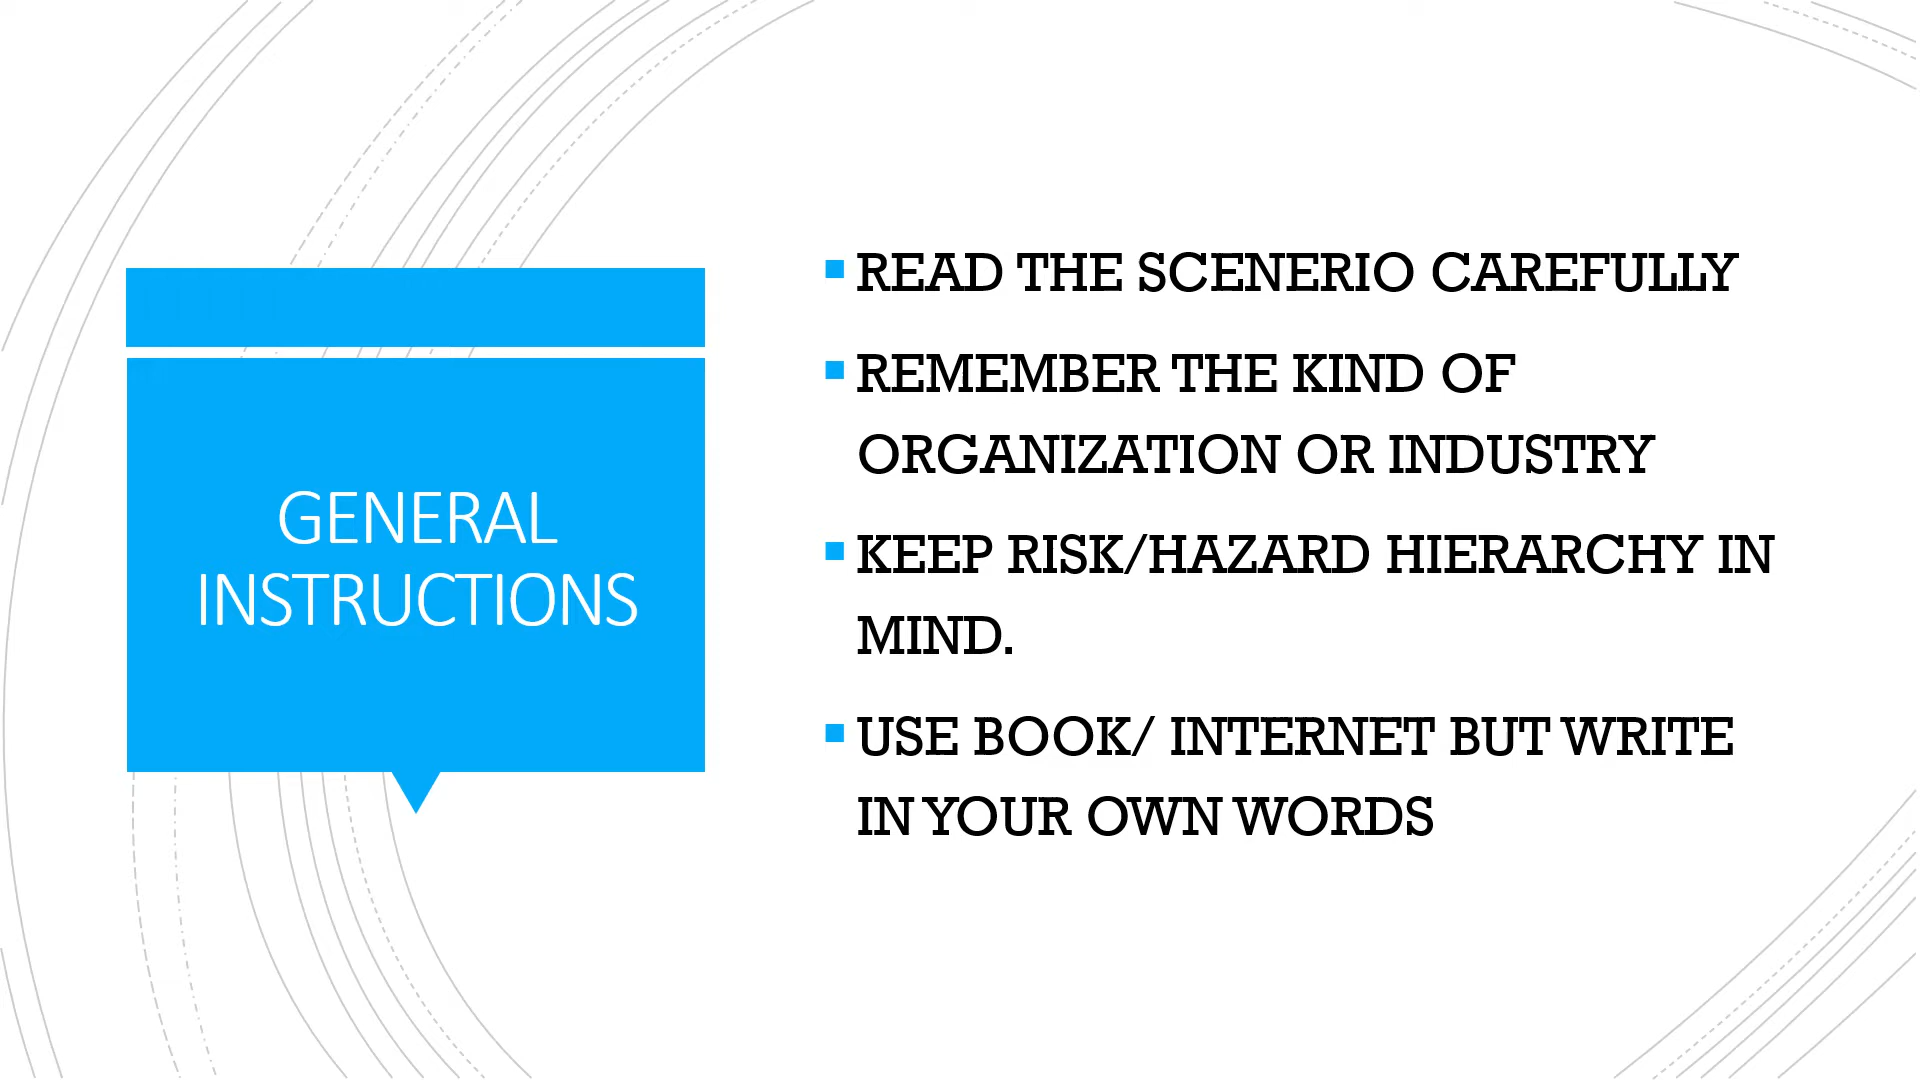 GENERAL
INSTRUCTIONS
READ THE SCENERIO CAREFULLY
REMEMBER THE KIND OF
ORGANIZATION OR INDUSTRY
KEEP RISK/HAZARD HIERARCHY IN
MIND.
USE BOOK/ INTERNET BUT WRITE
IN YOUR OWN WORDS